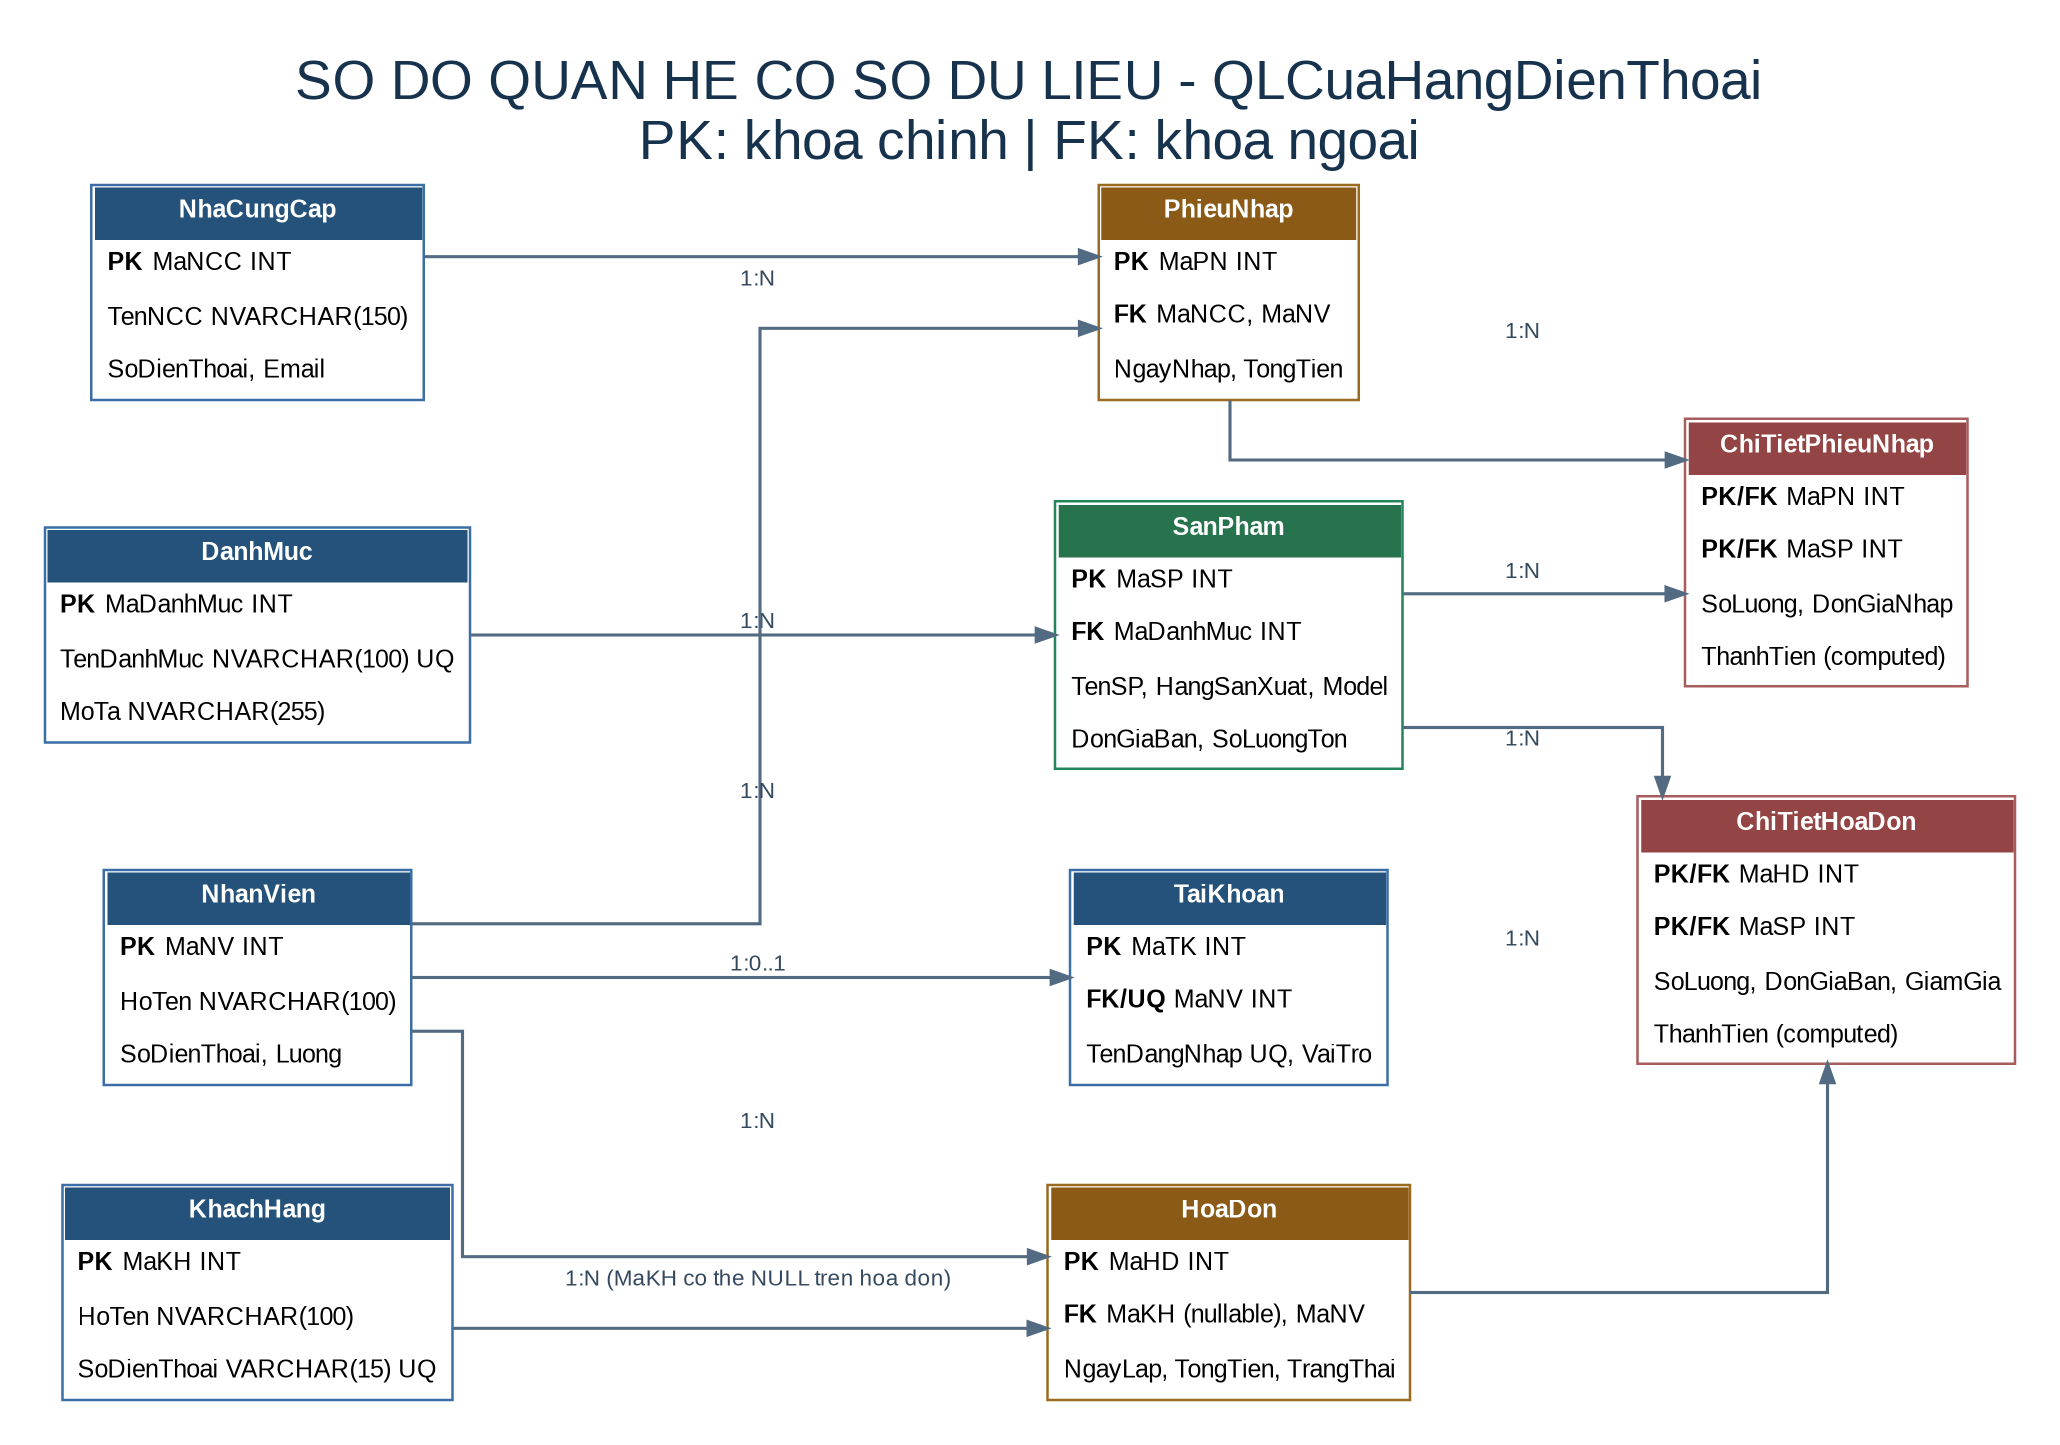 SO DO QUAN HE CO SO DU LIEU - QLCuaHangDienThoai
PK: khoa chinh | FK: khoa ngoai
NhaCungCap
PK MaNCC INT
TenNCC NVARCHAR(150)
SoDienThoai, Email
1:N
PhieuNhap
PK MaPN INT
FK MaNCC, MaNV
NgayNhap, TongTien
1:N
ChiTietPhieuNhap
PK/FK MaPN INT
PK/FK MaSP INT
SoLuong, DonGiaNhap
ThanhTien (computed)
DanhMuc
PK MaDanhMuc INT
TenDanhMuc NVARCHAR(100) UQ
MoTa NVARCHAR(255)
1:N
SanPham
PK MaSP INT
FK MaDanhMuc INT
TenSP, HangSanXuat, Model
DonGiaBan, SoLuongTon
1:N
1:N
1:N
ChiTietHoaDon
PK/FK MaHD INT
PK/FK MaSP INT
SoLuong, DonGiaBan, GiamGia
ThanhTien (computed)
NhanVien
PK MaNV INT
HoTen NVARCHAR(100)
SoDienThoai, Luong
1:0..1
TaiKhoan
PK MaTK INT
FK/UQ MaNV INT
TenDangNhap UQ, VaiTro
1:N
1:N
KhachHang
PK MaKH INT
HoTen NVARCHAR(100)
SoDienThoai VARCHAR(15) UQ
1:N (MaKH co the NULL tren hoa don)
HoaDon
PK MaHD INT
FK MaKH (nullable), MaNV
NgayLap, TongTien, TrangThai